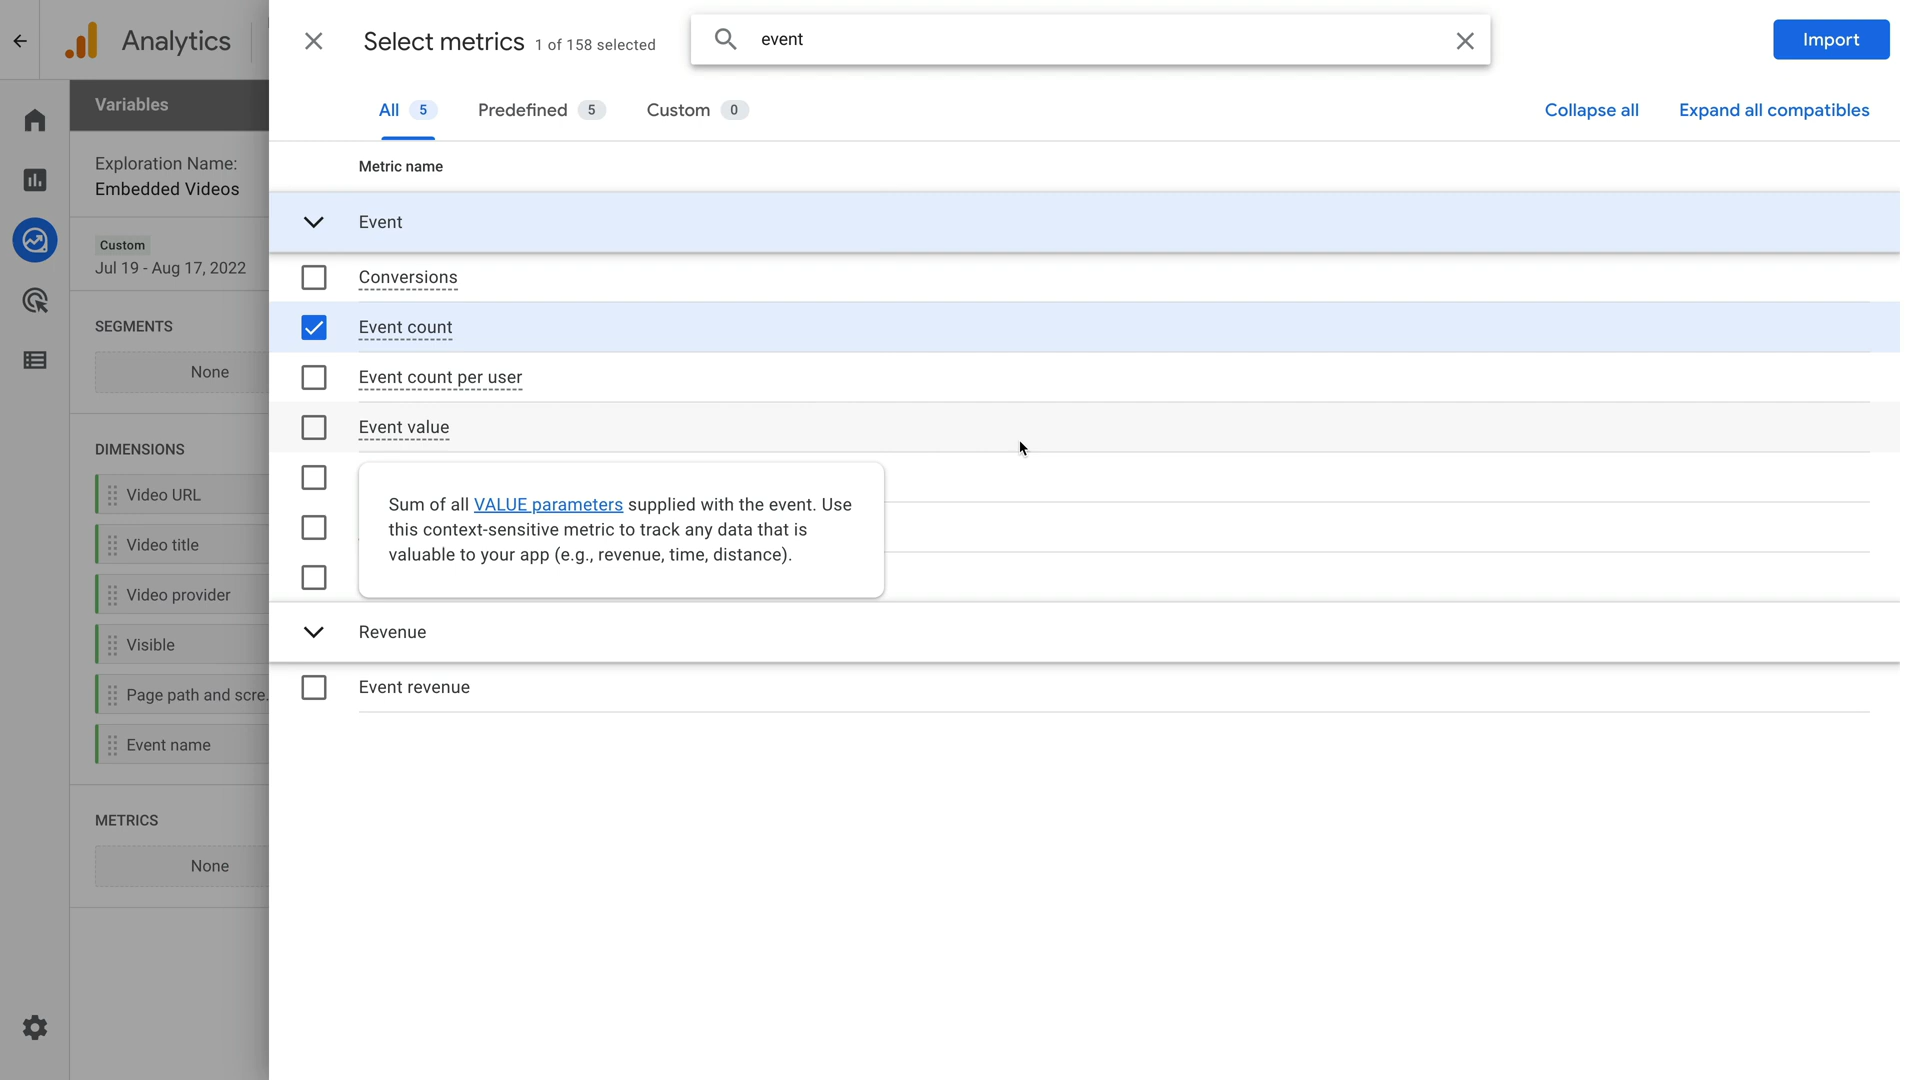 Analytics
Select metrics 1 of 158 selected
event
Import
Variables
All 5
Predefined 5
Custom 0
Collapse all
Expand all compatibles
Exploration Name:
Embedded Videos
Metric name
Custom
Jul 19 - Aug 17, 2022
Event
Conversions
SEGMENTS
None
Event count
Event count per user
Event value
DIMENSIONS
Video URL
Video title
Video provider
Visible
Page path and scre.
Event name
Sum of all VALUE parameters supplied with the event. Use
this context-sensitive metric to track any data that is
valuable to your app (e.g., revenue, time, distance).
Revenue
Event revenue
METRICS
None